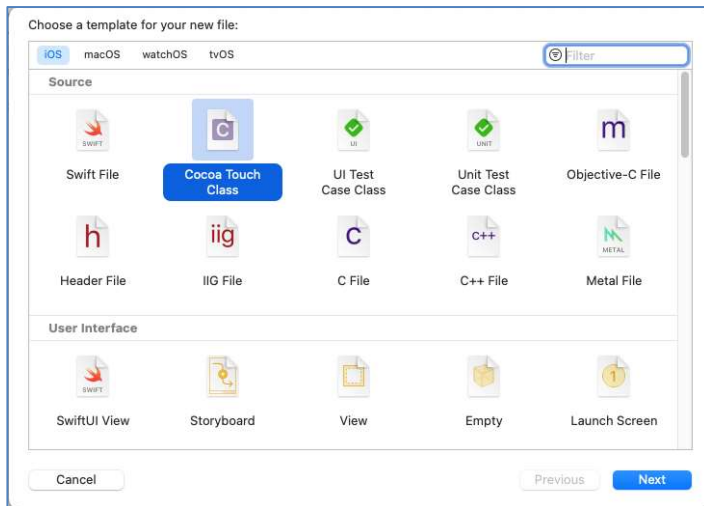 Choose a template for your new file:
iOS macOS watchOS tvOS Filter
Source
SWIFT UI UNIT m
Swift File Cocoa Touch Class UI Test Case Class Unit Test Case Class Objective-C File
h iig C c++ METAL
Header File IIG File C File C++ File Metal File
User Interface
SWIFT 1
SwiftUI View Storyboard View Empty Launch Screen
Cancel Previous Next